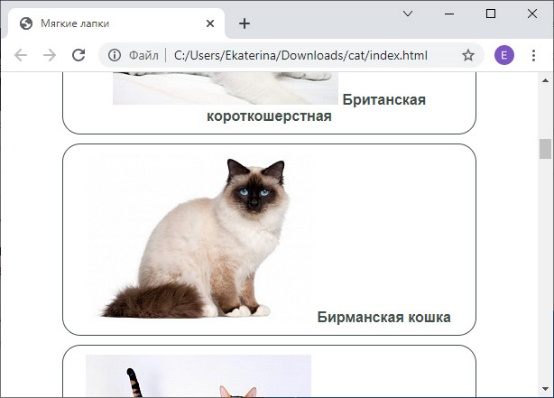 Мягкие лапки
Файл C:/Users/Ekaterina/Downloads/cat/index.html E
Британская
короткошерстная
Бирманская кошка